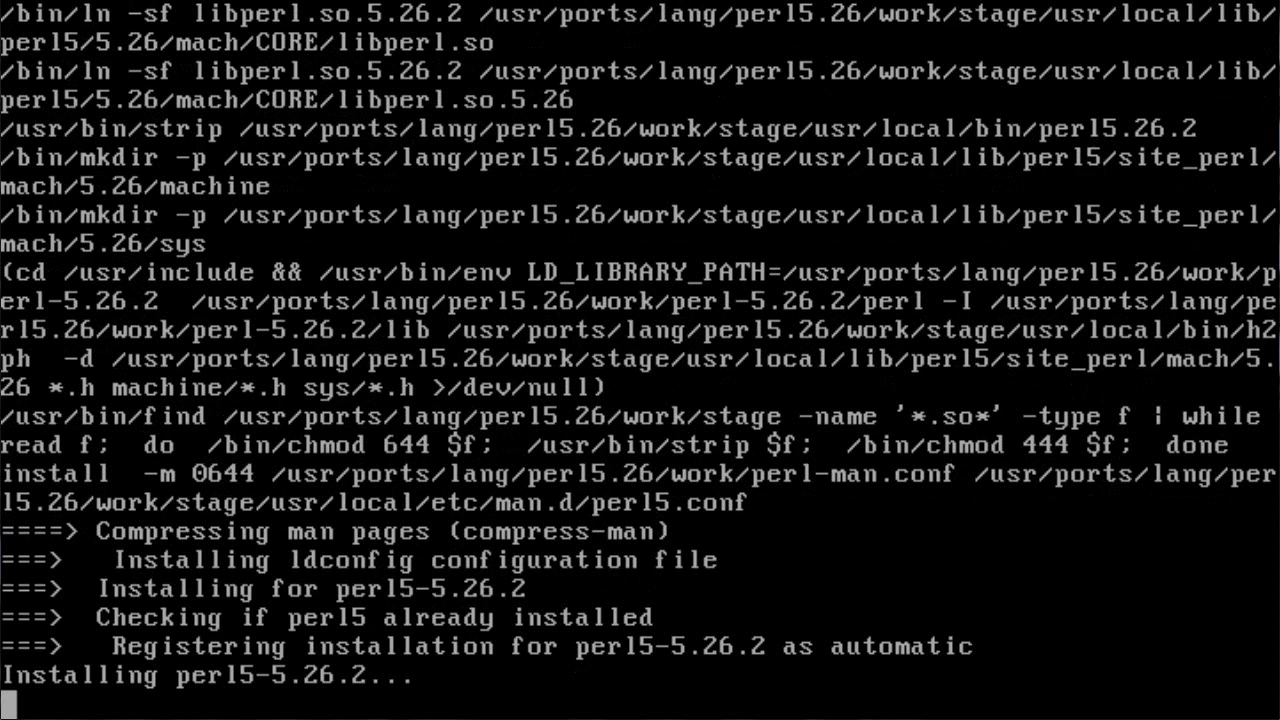 /bin/ln -sf libperl.so.5.26.2 /usr/ports/lang/perl5.26/work/stage/usr/local/lib/
perl5/5.26/mach/CORE/libperl.so
/bin/ln -sf libperl.so.5.26.2 /usr/ports/lang/perl5.26/work/stage/usr/local/lib/
perl5/5.26/mach/CORE/libperl.so.5.26
/usr/bin/strip /usr/ports/lang/perl5.26/work/stage/usr/local/bin/perl5.26.2
/bin/mkdir -p /usr/ports/lang/perl5.26/work/stage/usr/local/lib/perl5/site_perl/
mach/5.26/machine
/bin/mkdir -p /usr/ports/lang/perl5.26/work/stage/usr/local/lib/perl5/site_perl/
mach/5.26/sys
(cd /usr/include && /usr/bin/env LD_LIBRARY_PATH=/usr/ports/lang/perl5.26/work/p
erl-5.26.2  /usr/ports/lang/perl5.26/work/perl-5.26.2/perl -I /usr/ports/lang/pe
rl5.26/work/perl-5.26.2/lib /usr/ports/lang/perl5.26/work/stage/usr/local/bin/h2
ph  -d /usr/ports/lang/perl5.26/work/stage/usr/local/lib/perl5/site_perl/mach/5.
26 *.h machine/*.h sys/*.h >/dev/null)
/usr/bin/find /usr/ports/lang/perl5.26/work/stage -name '*.so*' -type f | while
read f;  do  /bin/chmod 644 $f;  /usr/bin/strip $f;  /bin/chmod 444 $f;  done
install  -m 0644 /usr/ports/lang/perl5.26/work/perl-man.conf /usr/ports/lang/per
l5.26/work/stage/usr/local/etc/man.d/perl5.conf
====> Compressing man pages (compress-man)
===>   Installing ldconfig configuration file
===>  Installing for perl5-5.26.2
===>  Checking if perl5 already installed
===>   Registering installation for perl5-5.26.2 as automatic
Installing perl5-5.26.2...